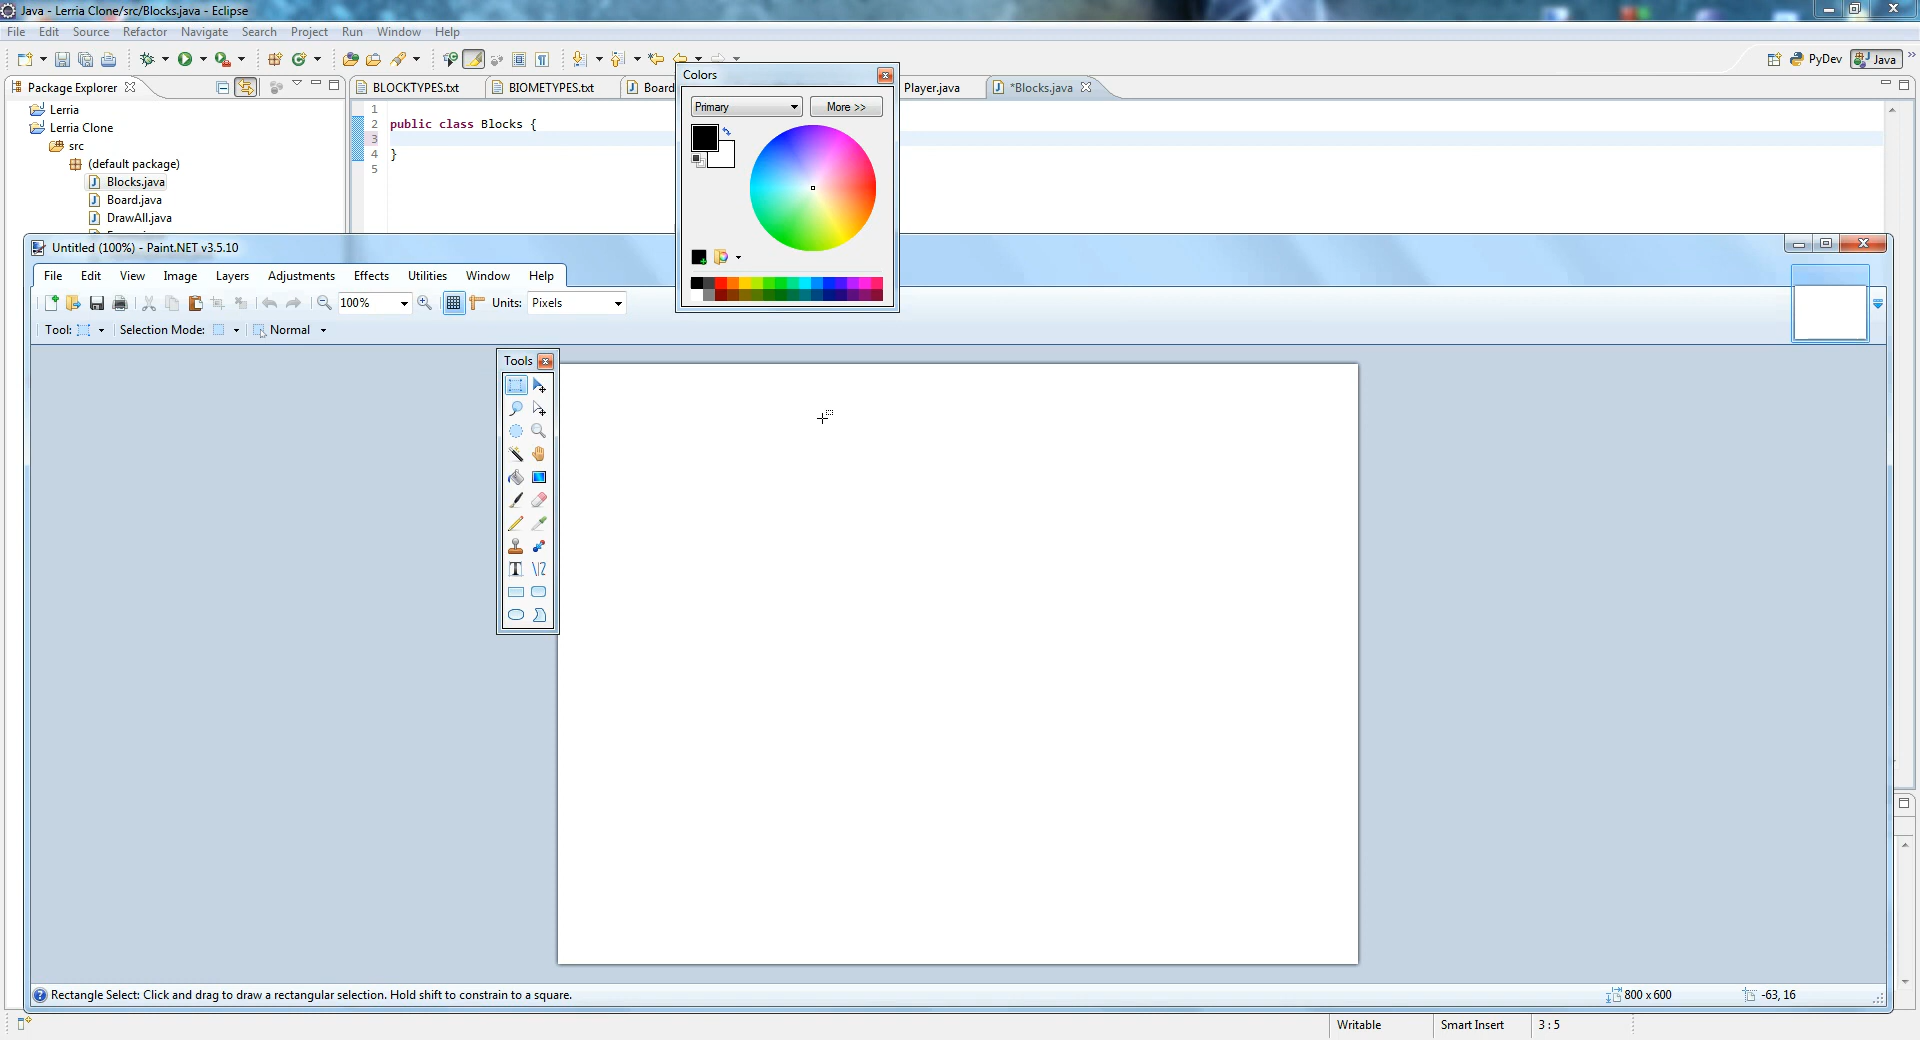 Java - Lerria Clone/src/Blocks.java - Eclipse
File Edit Source Refactor Navigate Search Project Run Window Help
PyDev Java
Package Explorer
BLOCKTYPES.txt BIOMETYPES.txt Board Player.java *Blocks.java
Colors
Primary More >>
Lerria
Lerria Clone
src
(default package)
Blocks.java
Board.java
DrawAll.java
1
2 public class Blocks {
3
4 }
5
Untitled (100%) - Paint.NET v3.5.10
File Edit View Image Layers Adjustments Effects Utilities Window Help
100% Units: Pixels
Tool: Selection Mode: Normal
Tools
Rectangle Select: Click and drag to draw a rectangular selection. Hold shift to constrain to a square.
800 x 600 -63, 16
Writable Smart Insert 3 : 5